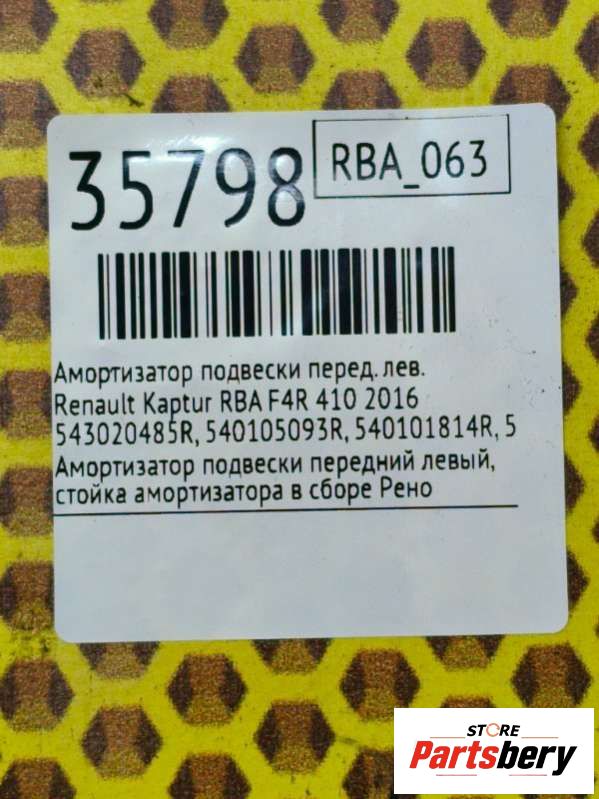 35798
RBA_063
Амортизатор подвески перед. лев.
Renault Kaptur RBA F4R 410 2016
543020485R, 540105093R, 540101814R, 5
Амортизатор подвески передний левый,
стойка амортизатора в сборе Рено
STORE
Partsbery